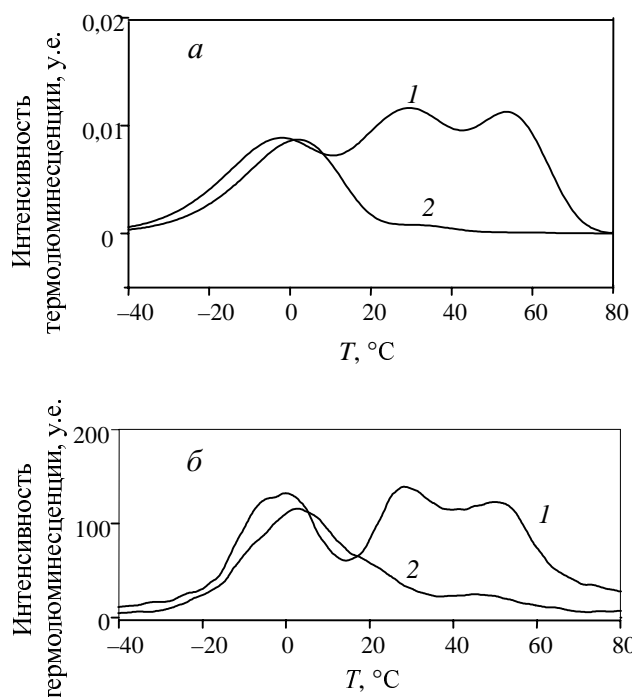 Интенсивность
термолюминесценции, у.е.
0,02
0,01
0
а
1
2
–40 –20 0 20 40 60 80
T, °C
Интенсивность
термолюминесценции, у.е.
200
100
0
б
1
2
–40 –20 0 20 40 60 80
T, °C